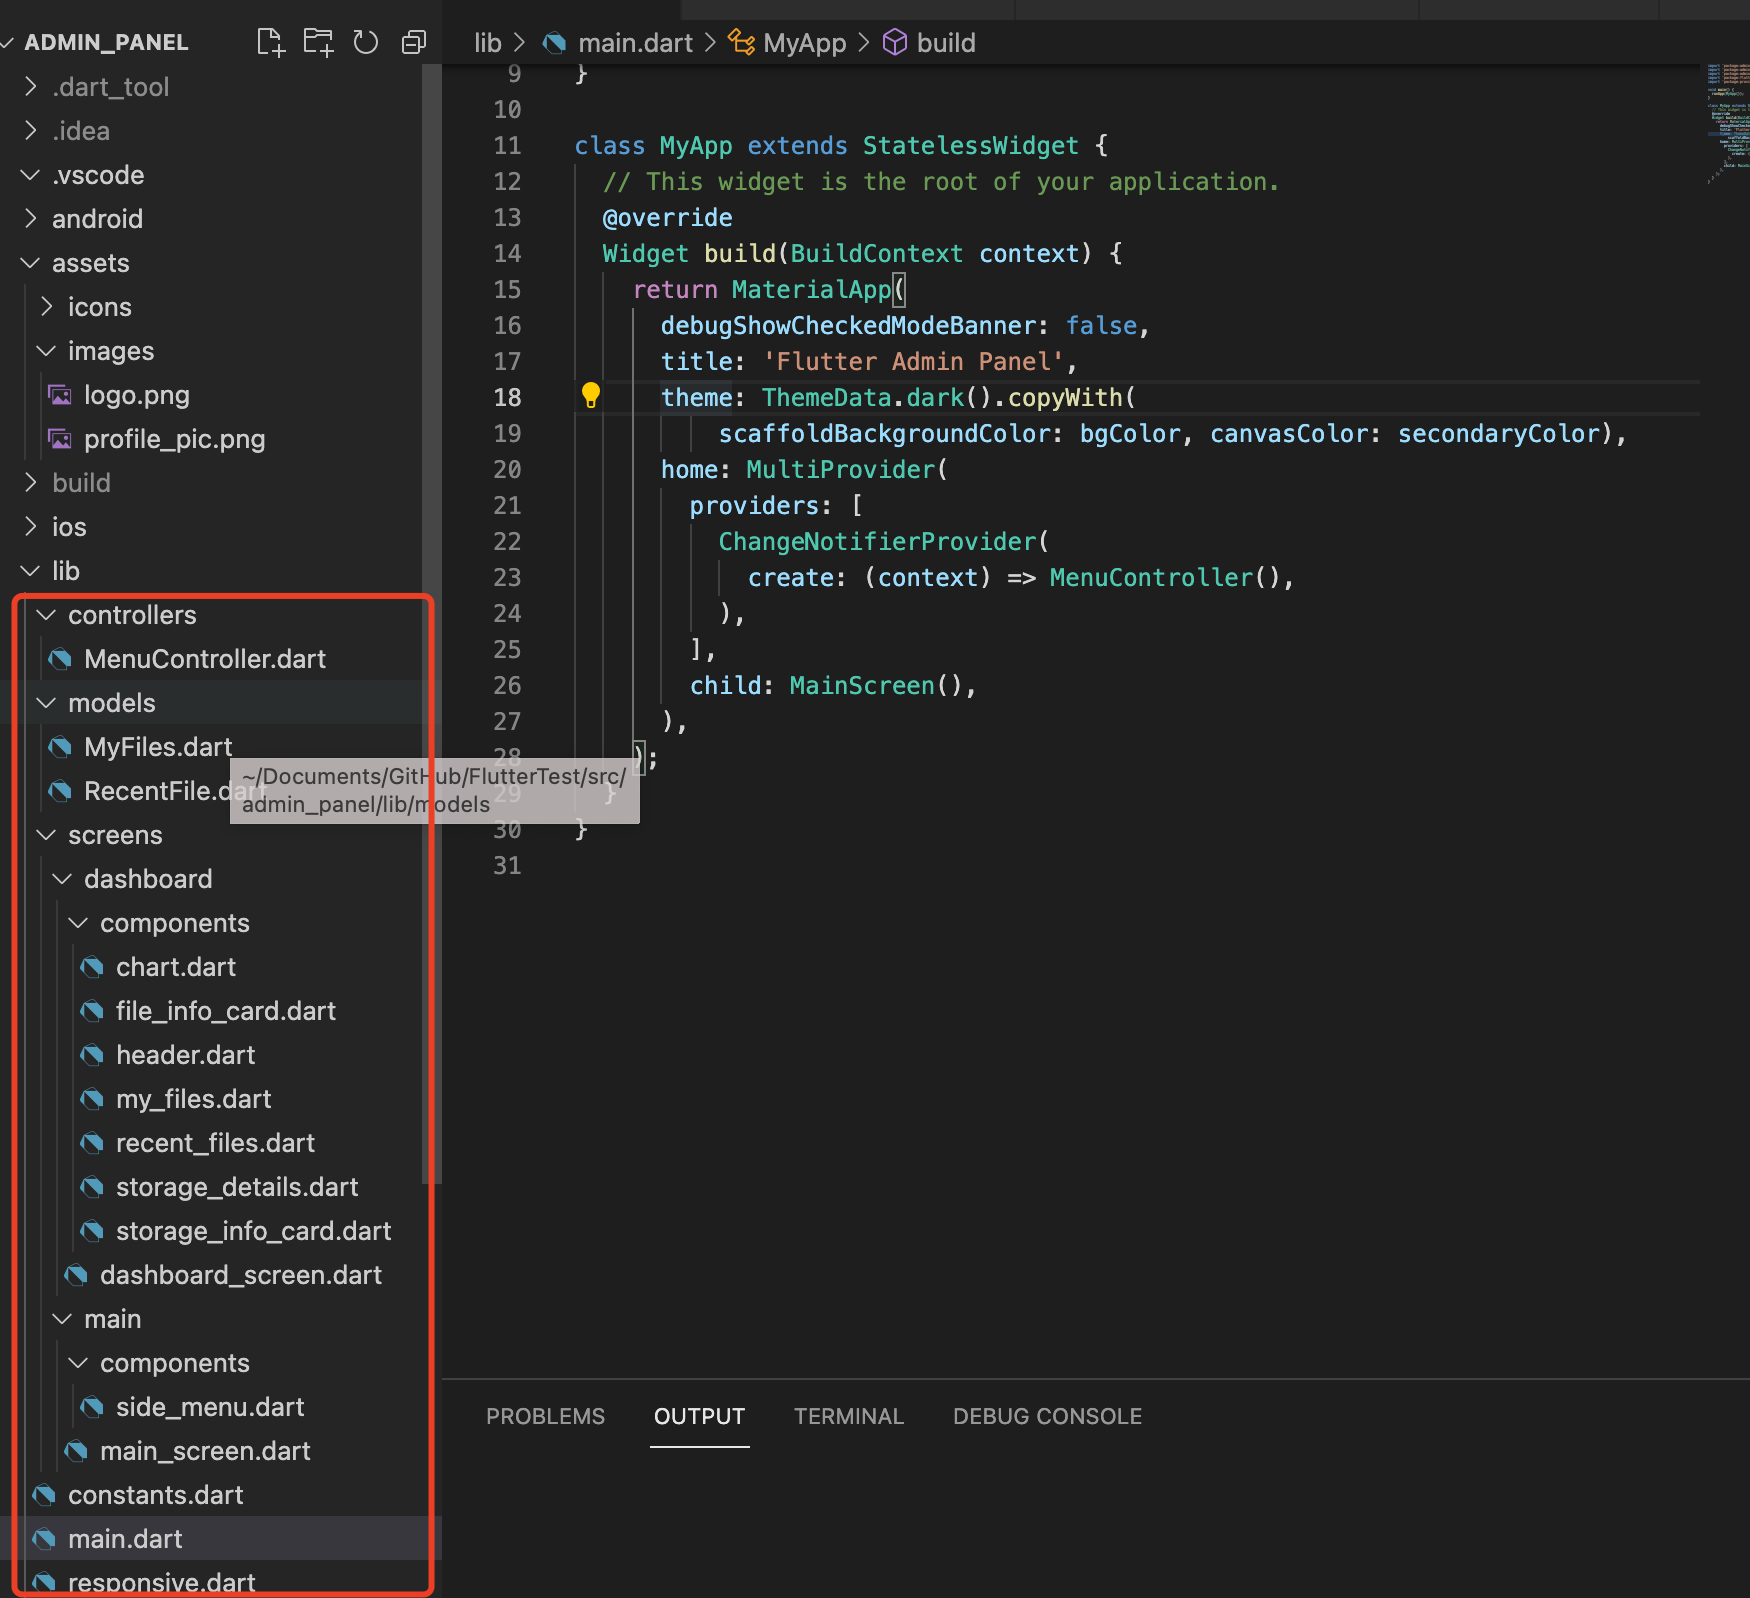 ADMIN_PANEL
.dart_tool
.idea
.vscode
android
assets
icons
images
logo.png
profile_pic.png
build
ios
lib
controllers
MenuController.dart
models
MyFiles.dart
RecentFile.dart
~/Documents/GitHub/FlutterTest/src/
admin_panel/lib/models
screens
dashboard
components
chart.dart
file_info_card.dart
header.dart
my_files.dart
recent_files.dart
storage_details.dart
storage_info_card.dart
dashboard_screen.dart
main
components
side_menu.dart
main_screen.dart
constants.dart
main.dart
responsive.dart
lib > main.dart > MyApp > build
9 }
10
11 class MyApp extends StatelessWidget {
12 // This widget is the root of your application.
13 @override
14 Widget build(BuildContext context) {
15 return MaterialApp(
16 debugShowCheckedModeBanner: false,
17 title: 'Flutter Admin Panel',
18 theme: ThemeData.dark().copyWith(
19 scaffoldBackgroundColor: bgColor, canvasColor: secondaryColor),
20 home: MultiProvider(
21 providers: [
22 ChangeNotifierProvider(
23 create: (context) => MenuController(),
24 ),
25 ],
26 child: MainScreen(),
27 ),
28 );
29 }
30 }
31
PROBLEMS OUTPUT TERMINAL DEBUG CONSOLE